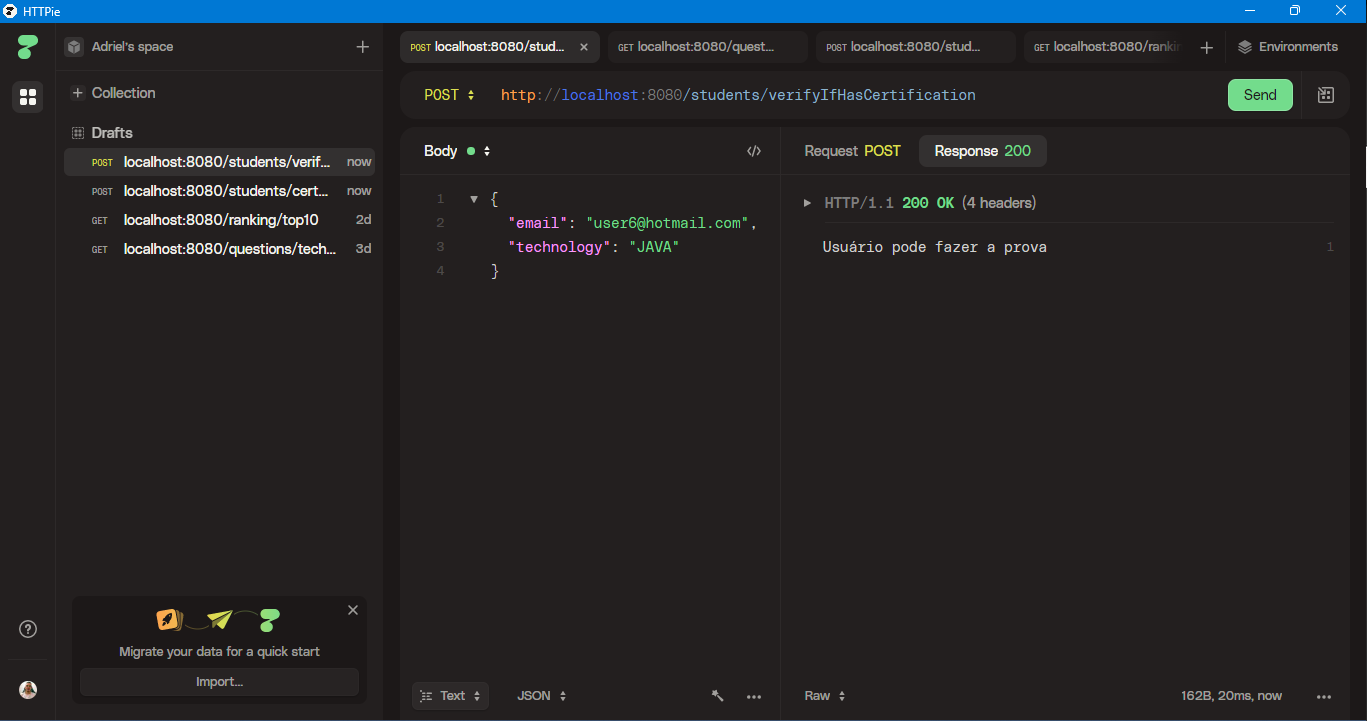 HTTPie
Adriel's space
Collection
Drafts
POST localhost:8080/students/verif... now
POST localhost:8080/students/cert... now
GET localhost:8080/ranking/top10 2d
GET localhost:8080/questions/tech... 3d
Migrate your data for a quick start
Import...
POST localhost:8080/stud...
GET localhost:8080/quest...
POST localhost:8080/stud...
GET localhost:8080/rankin
Environments
POST http://localhost:8080/students/verifyIfHasCertification
Send
Body
1 {
2 "email": "user6@hotmail.com",
3 "technology": "JAVA"
4 }
Text
JSON
Request POST
Response 200
HTTP/1.1 200 OK (4 headers)
Usuário pode fazer a prova 1
Raw
162B, 20ms, now